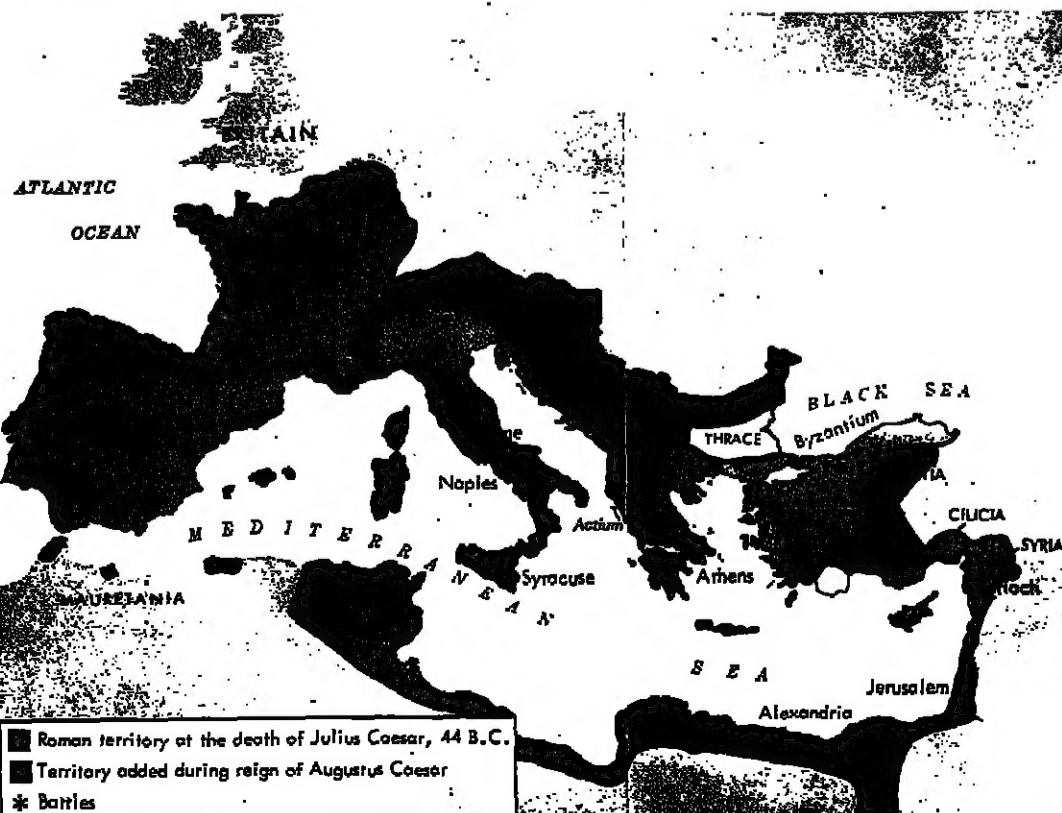 BRITAIN
ATLANTIC
OCEAN
BLACK SEA
Byzantium
THRACE
Naples
Actium
CILICIA
SYRIA
MEDITERRANEAN
Syracuse
Athens
MAURETANIA
SEA
Jerusalem
Alexandria
Roman territory at the death of Julius Caesar, 44 B.C.
Territory added during reign of Augustus Caesar
* Battles